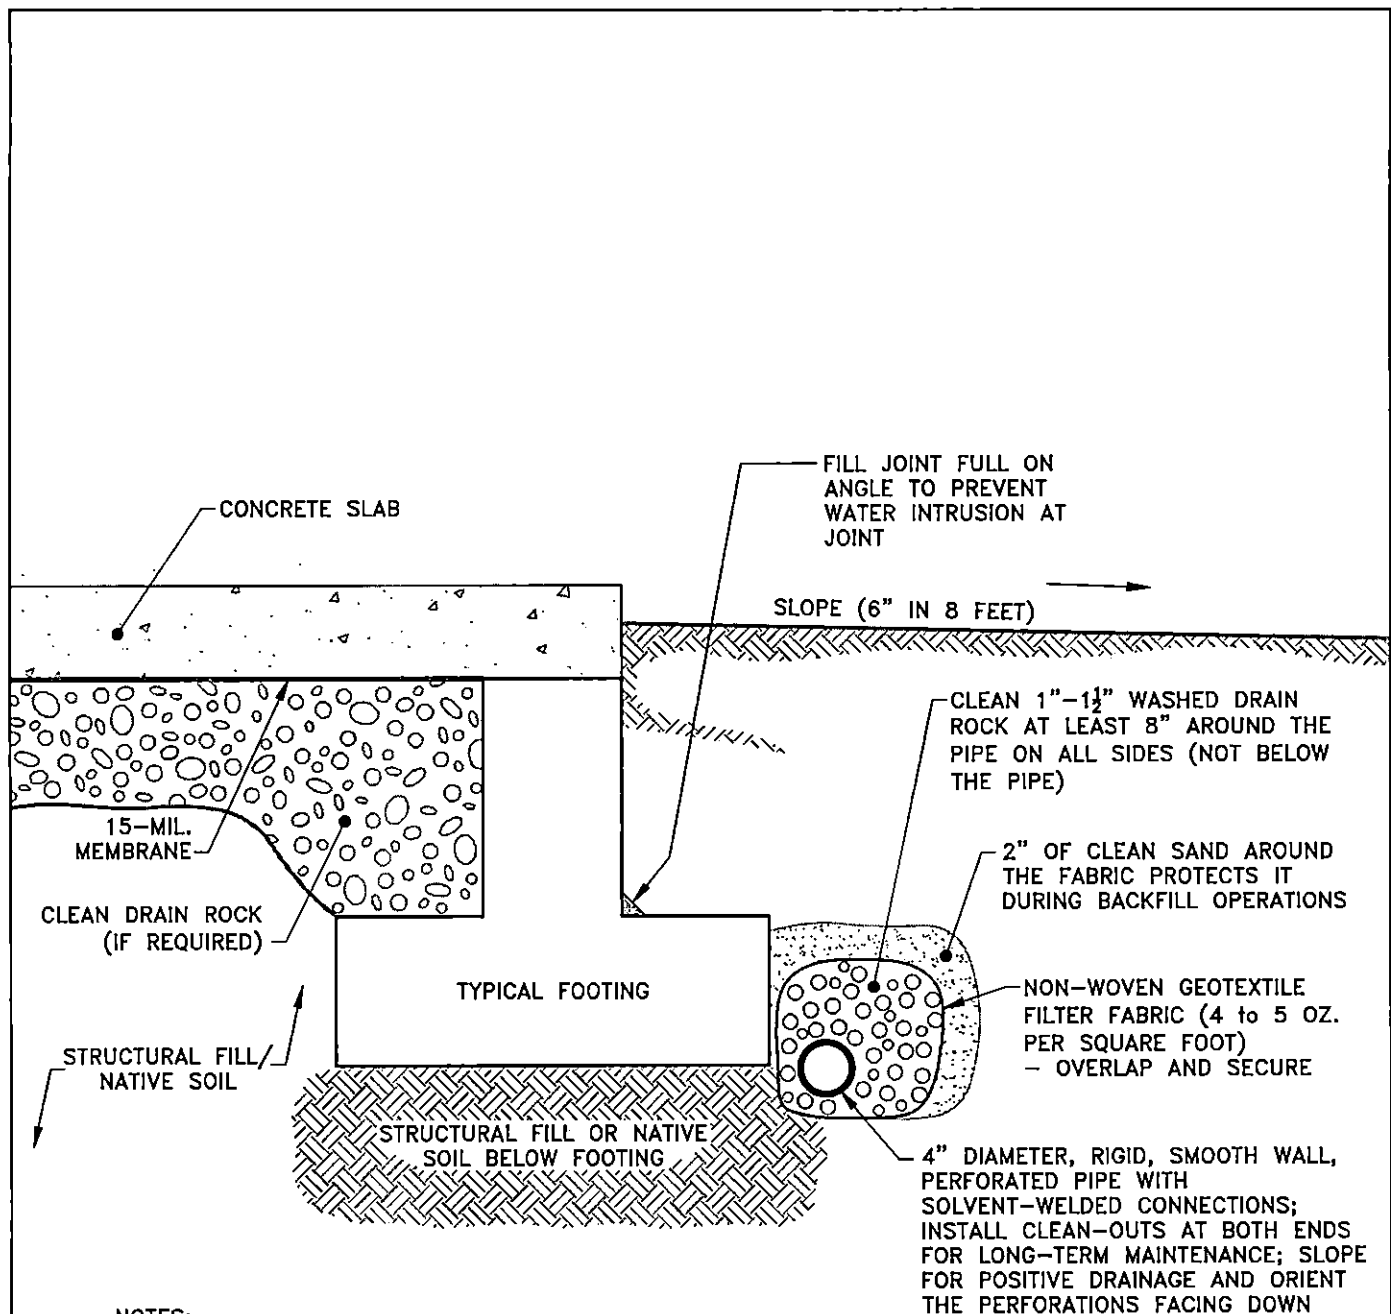 FILL JOINT FULL ON
ANGLE TO PREVENT
WATER INTRUSION AT
JOINT
CONCRETE SLAB
SLOPE (6" IN 8 FEET)
CLEAN 1"-1½" WASHED DRAIN
ROCK AT LEAST 8" AROUND THE
PIPE ON ALL SIDES (NOT BELOW
THE PIPE)
15-MIL.
MEMBRANE
2" OF CLEAN SAND AROUND
THE FABRIC PROTECTS IT
DURING BACKFILL OPERATIONS
CLEAN DRAIN ROCK
(IF REQUIRED)
TYPICAL FOOTING
NON-WOVEN GEOTEXTILE
FILTER FABRIC (4 to 5 OZ.
PER SQUARE FOOT)
- OVERLAP AND SECURE
STRUCTURAL FILL/
NATIVE SOIL
STRUCTURAL FILL OR NATIVE
SOIL BELOW FOOTING
4" DIAMETER, RIGID, SMOOTH WALL,
PERFORATED PIPE WITH
SOLVENT-WELDED CONNECTIONS;
INSTALL CLEAN-OUTS AT BOTH ENDS
FOR LONG-TERM MAINTENANCE; SLOPE
FOR POSITIVE DRAINAGE AND ORIENT
THE PERFORATIONS FACING DOWN
NOTES: